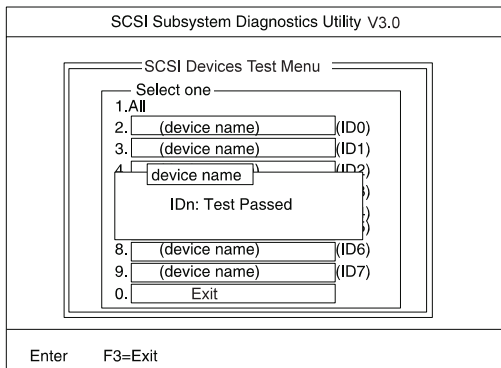 SCSI Subsystem Diagnostics Utility V3.0
SCSI Devices Test Menu
Select one
1.All
2. (device name) (ID0)
3. (device name) (ID1)
4. ) (ID2)
device name
IDn: Test Passed
8. (device name) (ID6)
9. (device name) (ID7)
0. Exit
Enter F3=Exit